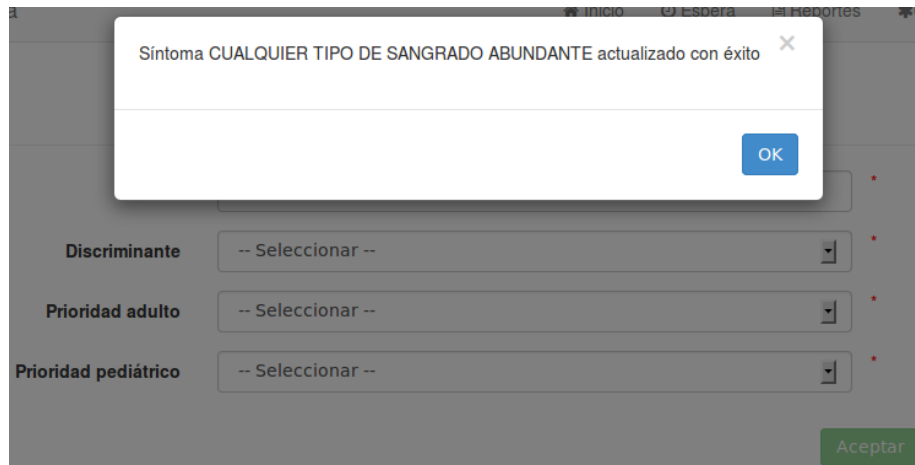 a
Inicio
Espera
Reportes
Síntoma CUALQUIER TIPO DE SANGRADO ABUNDANTE actualizado con éxito
×
OK
*
Discriminante
-- Seleccionar --
*
Prioridad adulto
-- Seleccionar --
*
Prioridad pediátrico
-- Seleccionar --
*
Aceptar